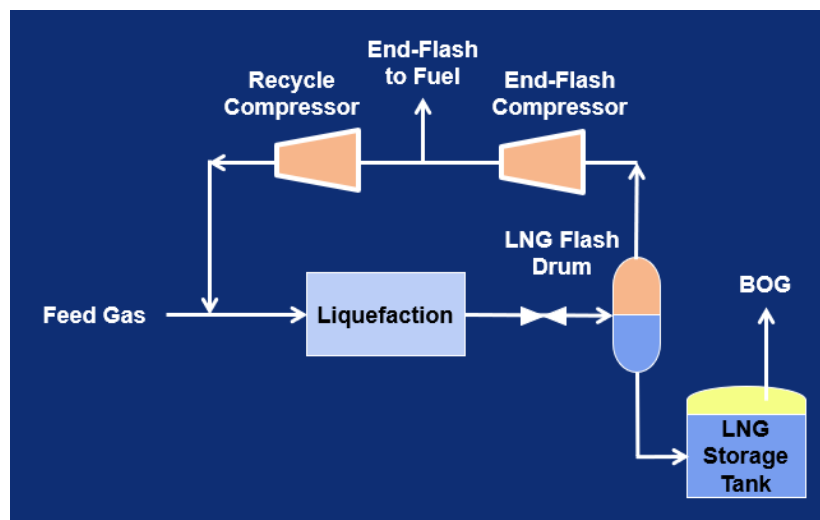 End-Flash
to Fuel
Recycle
Compressor
End-Flash
Compressor
LNG Flash
Drum
BOG
Feed Gas
Liquefaction
LNG
Storage
Tank